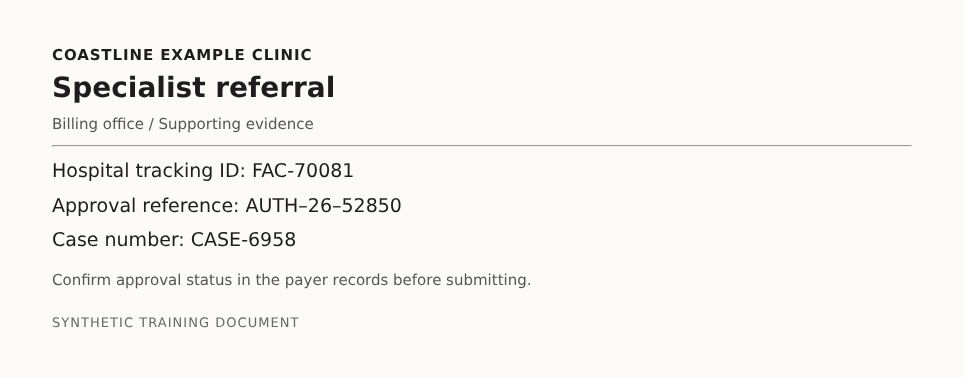 COASTLINE EXAMPLE CLINIC
Specialist referral
Billing office / Supporting evidence
Hospital tracking ID: FAC-70081
Approval reference: AUTH–26–52850
Case number: CASE-6958
Confirm approval status in the payer records before submitting.
SYNTHETIC TRAINING DOCUMENT